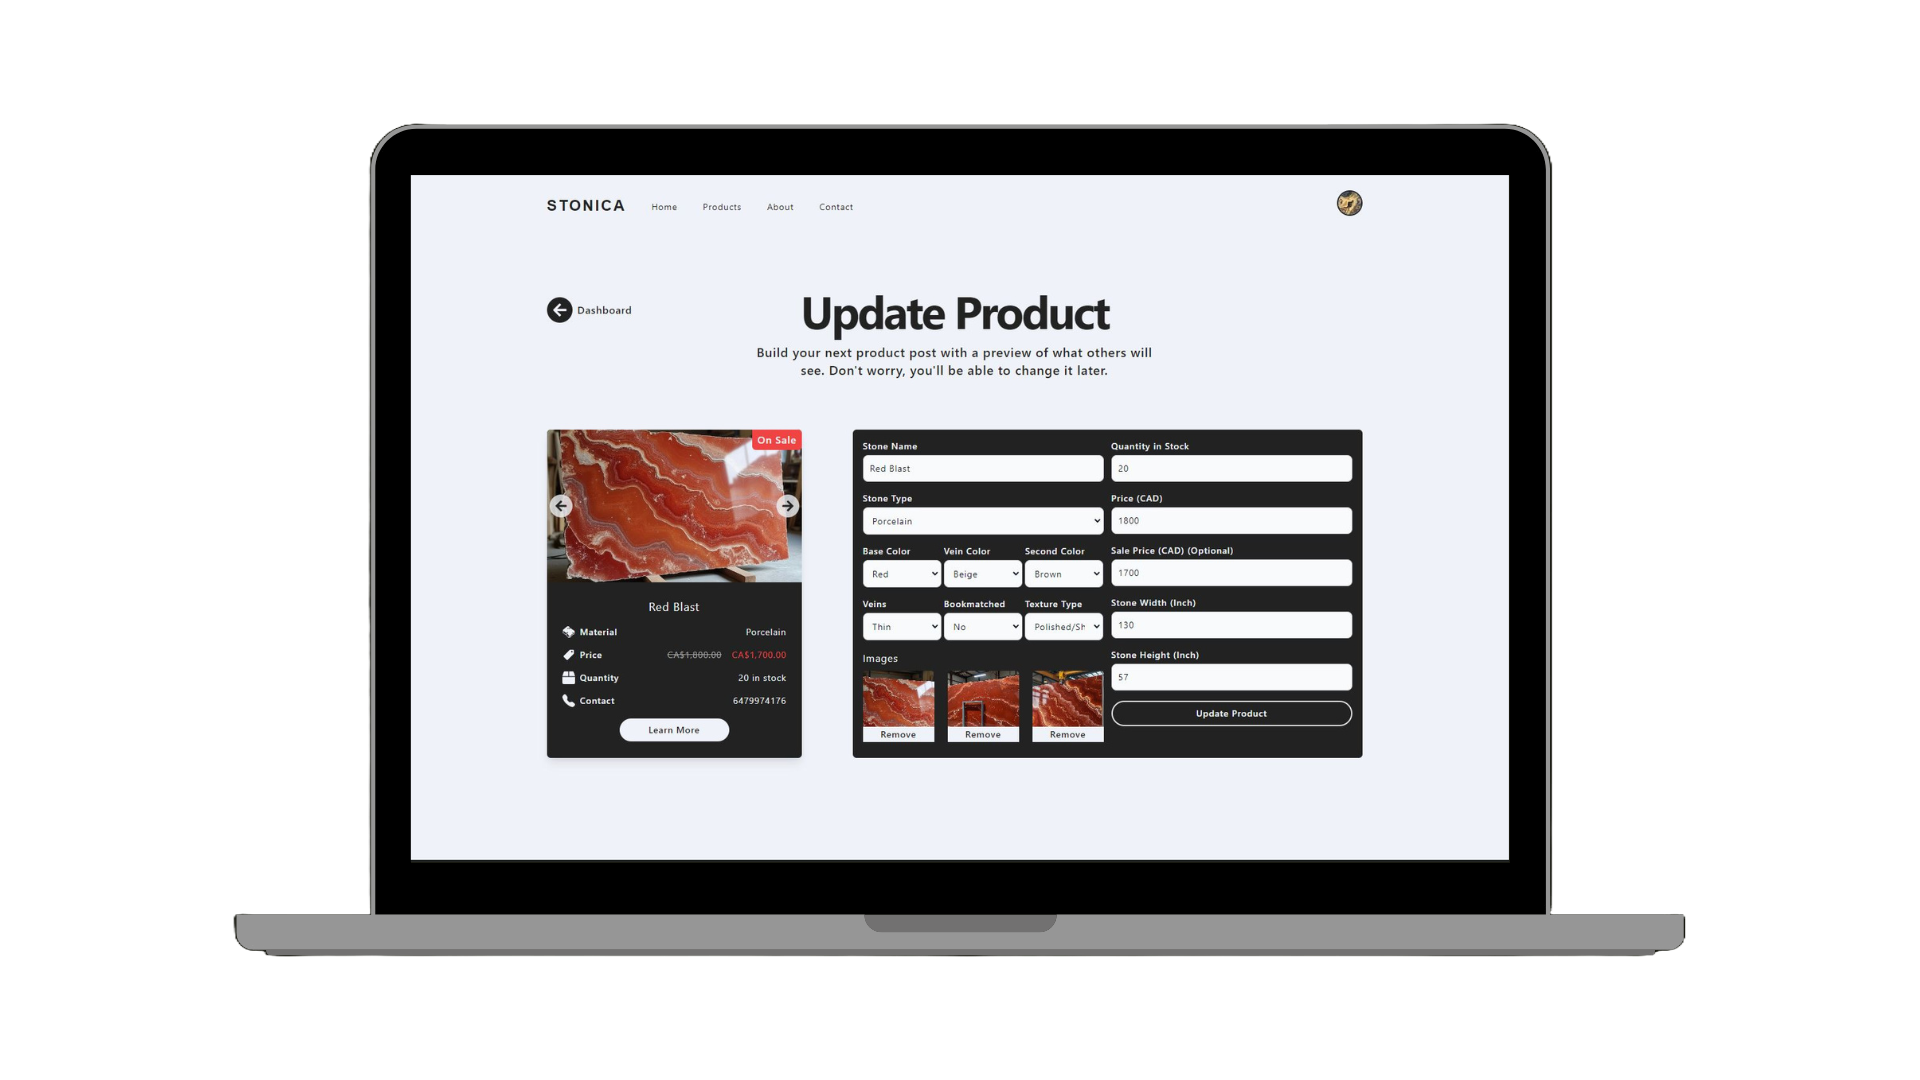 STONICA
Home
Products
About
Contact
Dashboard
Update Product
Build your next product post with a preview of what others will
see. Don't worry, you'll be able to change it later.
On Sale
Red Blast
Material Porcelain
Price CA$1,800.00 CA$1,700.00
Quantity 20 in stock
Contact 6479974176
Learn More
Stone Name
Red Blast
Stone Type
Porcelain
Base Color Vein Color Second Color
Red Beige Brown
Veins Bookmatched Texture Type
Thin No Polished/Sh
Images
Remove Remove Remove
Quantity in Stock
20
Price (CAD)
1800
Sale Price (CAD) (Optional)
1700
Stone Width (Inch)
130
Stone Height (Inch)
57
Update Product